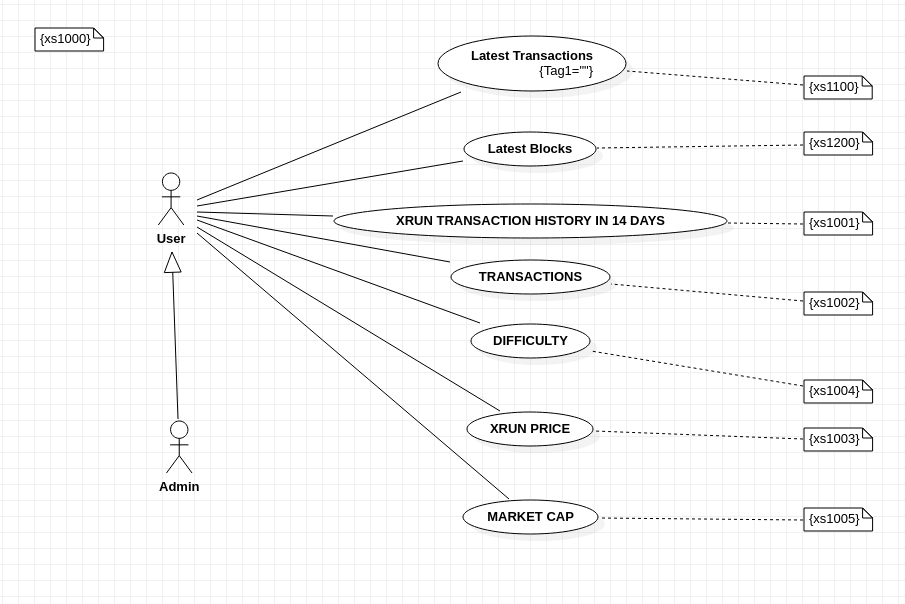 {xs1000}
Latest Transactions
{Tag1=""}
{xs1100}
Latest Blocks
{xs1200}
XRUN TRANSACTION HISTORY IN 14 DAYS
{xs1001}
User
TRANSACTIONS
{xs1002}
DIFFICULTY
{xs1004}
XRUN PRICE
{xs1003}
Admin
MARKET CAP
{xs1005}